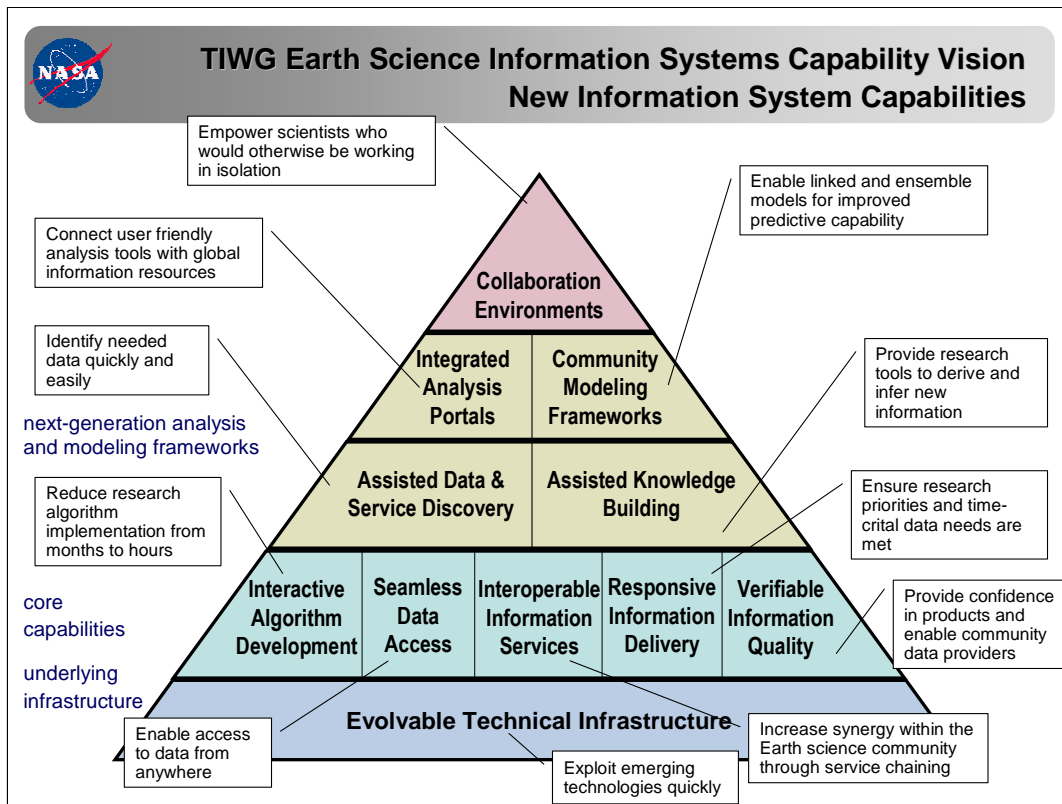 NASA
TIWG Earth Science Information Systems Capability Vision
New Information System Capabilities
Empower scientists who
would otherwise be working
in isolation
Enable linked and ensemble
models for improved
predictive capability
Connect user friendly
analysis tools with global
information resources
Collaboration
Environments
Identify needed
data quickly and
easily
Integrated
Analysis
Portals
Community
Modeling
Frameworks
Provide research
tools to derive and
infer new
information
next-generation analysis
and modeling frameworks
Assisted Data &
Service Discovery
Assisted Knowledge
Building
Reduce research
algorithm
implementation from
months to hours
Ensure research
priorities and time-
crital data needs are
met
Interactive
Algorithm
Development
Seamless
Data
Access
Interoperable
Information
Services
Responsive
Information
Delivery
Verifiable
Information
Quality
core
capabilities
Provide confidence
in products and
enable community
data providers
underlying
infrastructure
Evolvable Technical Infrastructure
Enable access
to data from
anywhere
Exploit emerging
technologies quickly
Increase synergy within the
Earth science community
through service chaining